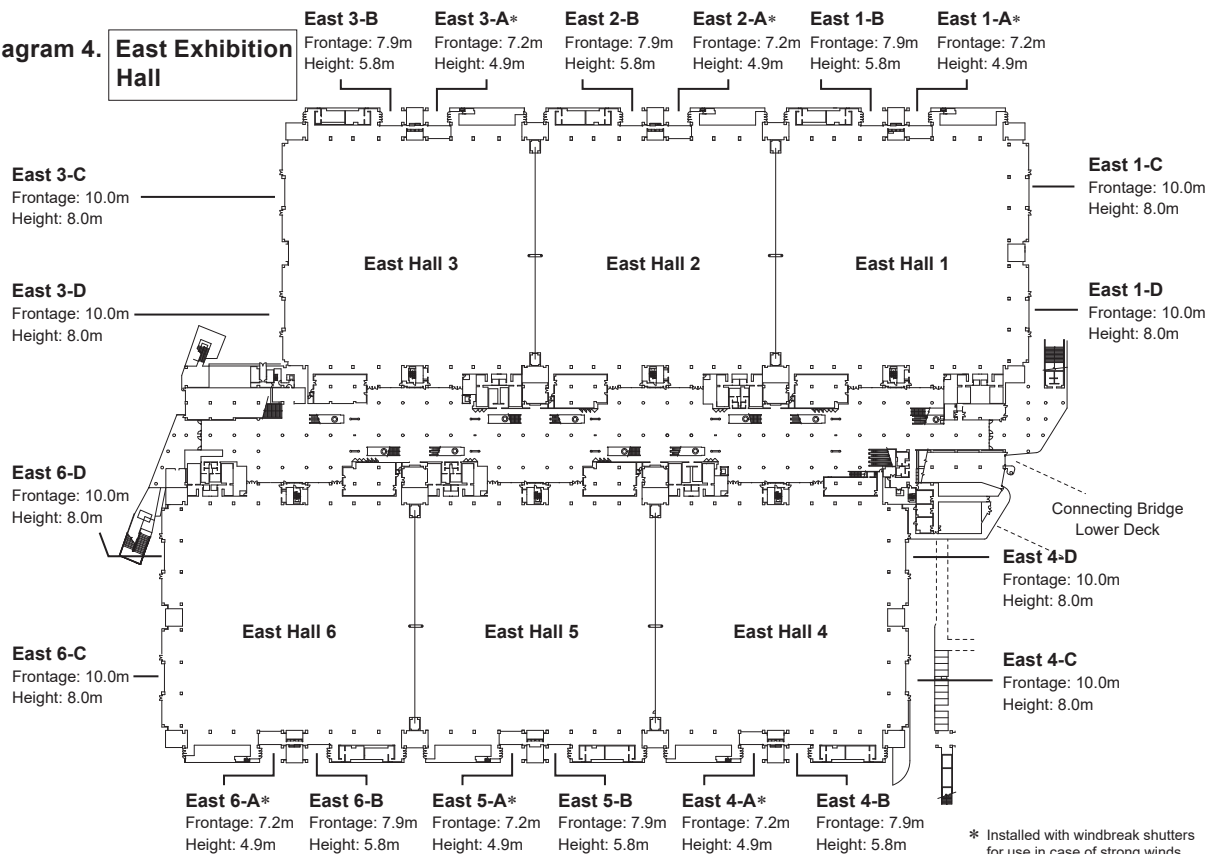 agram 4. East Exhibition
Hall
East 3-B
Frontage: 7.9m
Height: 5.8m
East 3-A*
Frontage: 7.2m
Height: 4.9m
East 2-B
Frontage: 7.9m
Height: 5.8m
East 2-A*
Frontage: 7.2m
Height: 4.9m
East 1-B
Frontage: 7.9m
Height: 5.8m
East 1-A*
Frontage: 7.2m
Height: 4.9m
East 3-C
Frontage: 10.0m
Height: 8.0m
East 1-C
Frontage: 10.0m
Height: 8.0m
East Hall 3
East Hall 2
East Hall 1
East 3-D
Frontage: 10.0m
Height: 8.0m
East 1-D
Frontage: 10.0m
Height: 8.0m
East 6-D
Frontage: 10.0m
Height: 8.0m
Connecting Bridge
Lower Deck
East 4-D
Frontage: 10.0m
Height: 8.0m
East Hall 6
East Hall 5
East Hall 4
East 6-C
Frontage: 10.0m
Height: 8.0m
East 4-C
Frontage: 10.0m
Height: 8.0m
East 6-A*
Frontage: 7.2m
Height: 4.9m
East 6-B
Frontage: 7.9m
Height: 5.8m
East 5-A*
Frontage: 7.2m
Height: 4.9m
East 5-B
Frontage: 7.9m
Height: 5.8m
East 4-A*
Frontage: 7.2m
Height: 4.9m
East 4-B
Frontage: 7.9m
Height: 5.8m
* Installed with windbreak shutters
for use in case of strong winds